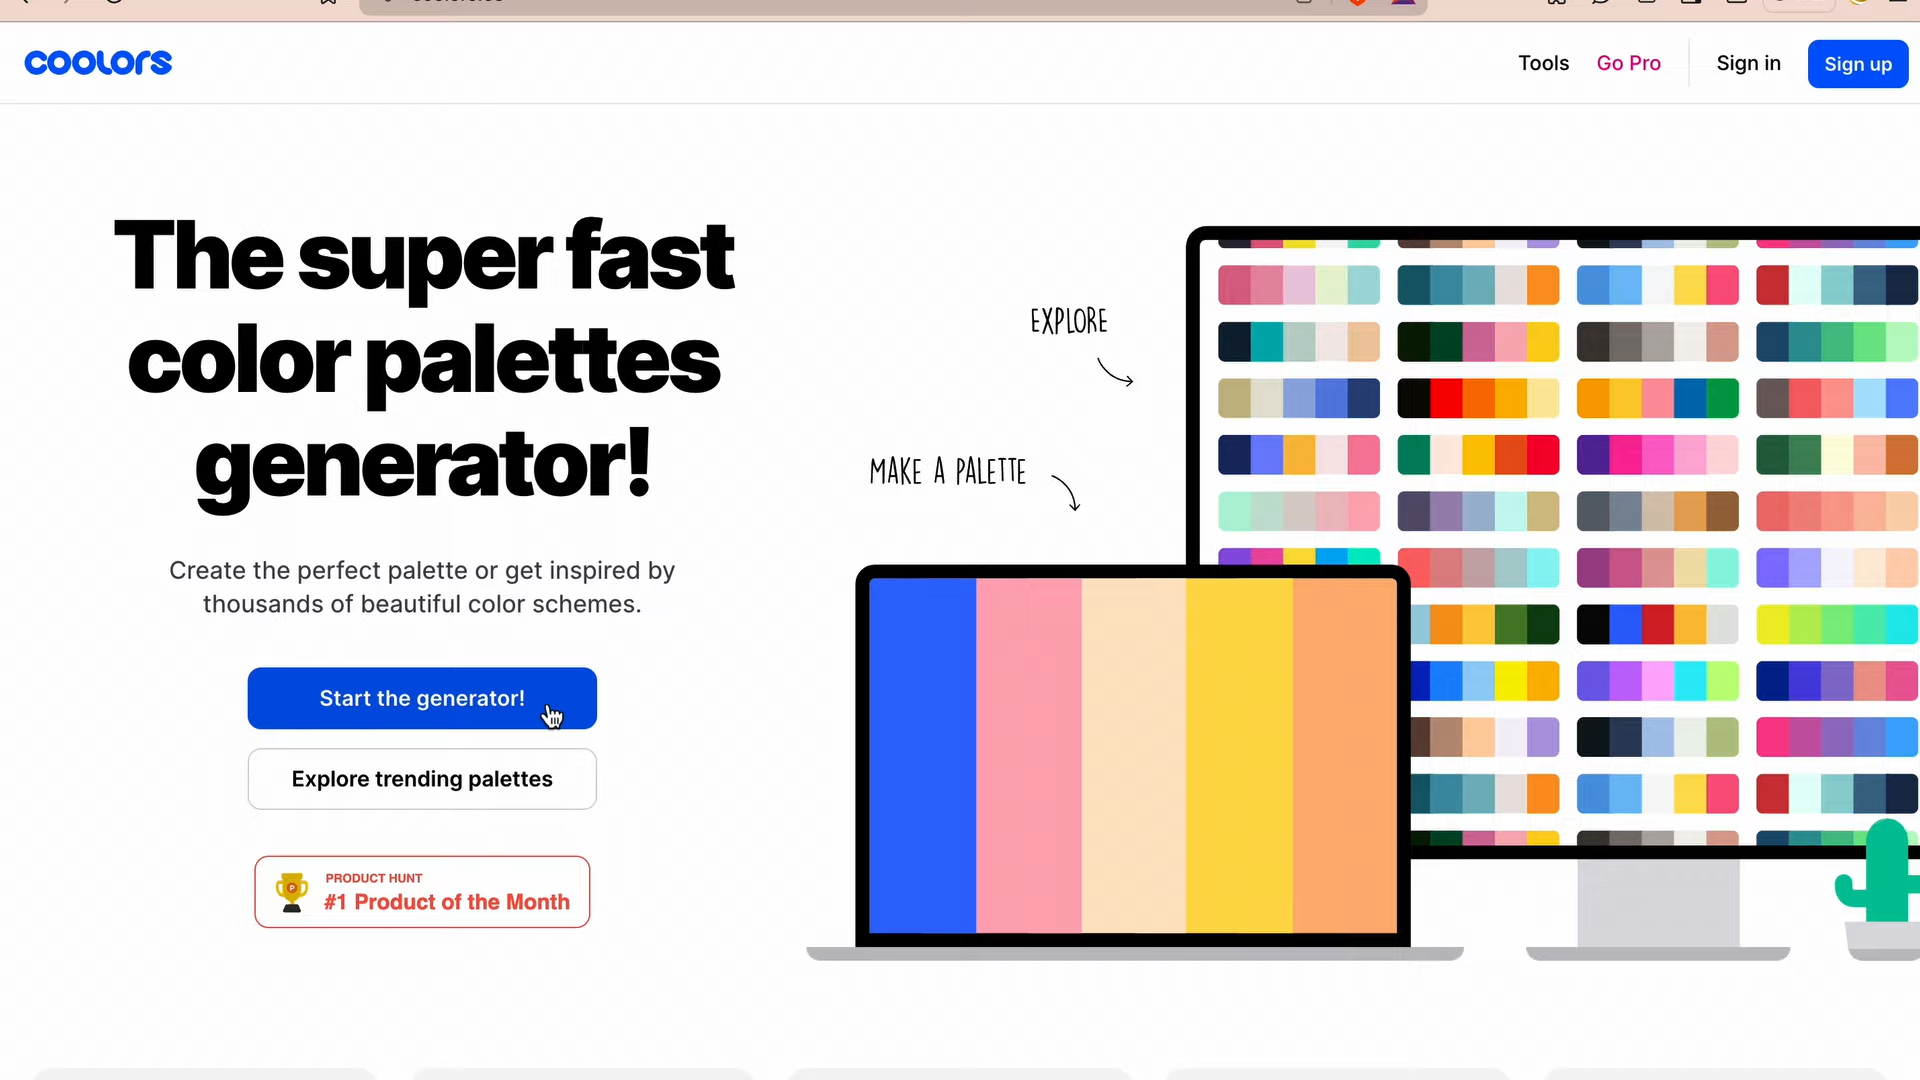 coolors
Tools Go Pro Sign in Sign up
The super fast
color palettes
generator!
Create the perfect palette or get inspired by
thousands of beautiful color schemes.
Start the generator!
Explore trending palettes
PRODUCT HUNT
#1 Product of the Month
EXPLORE
MAKE A PALETTE